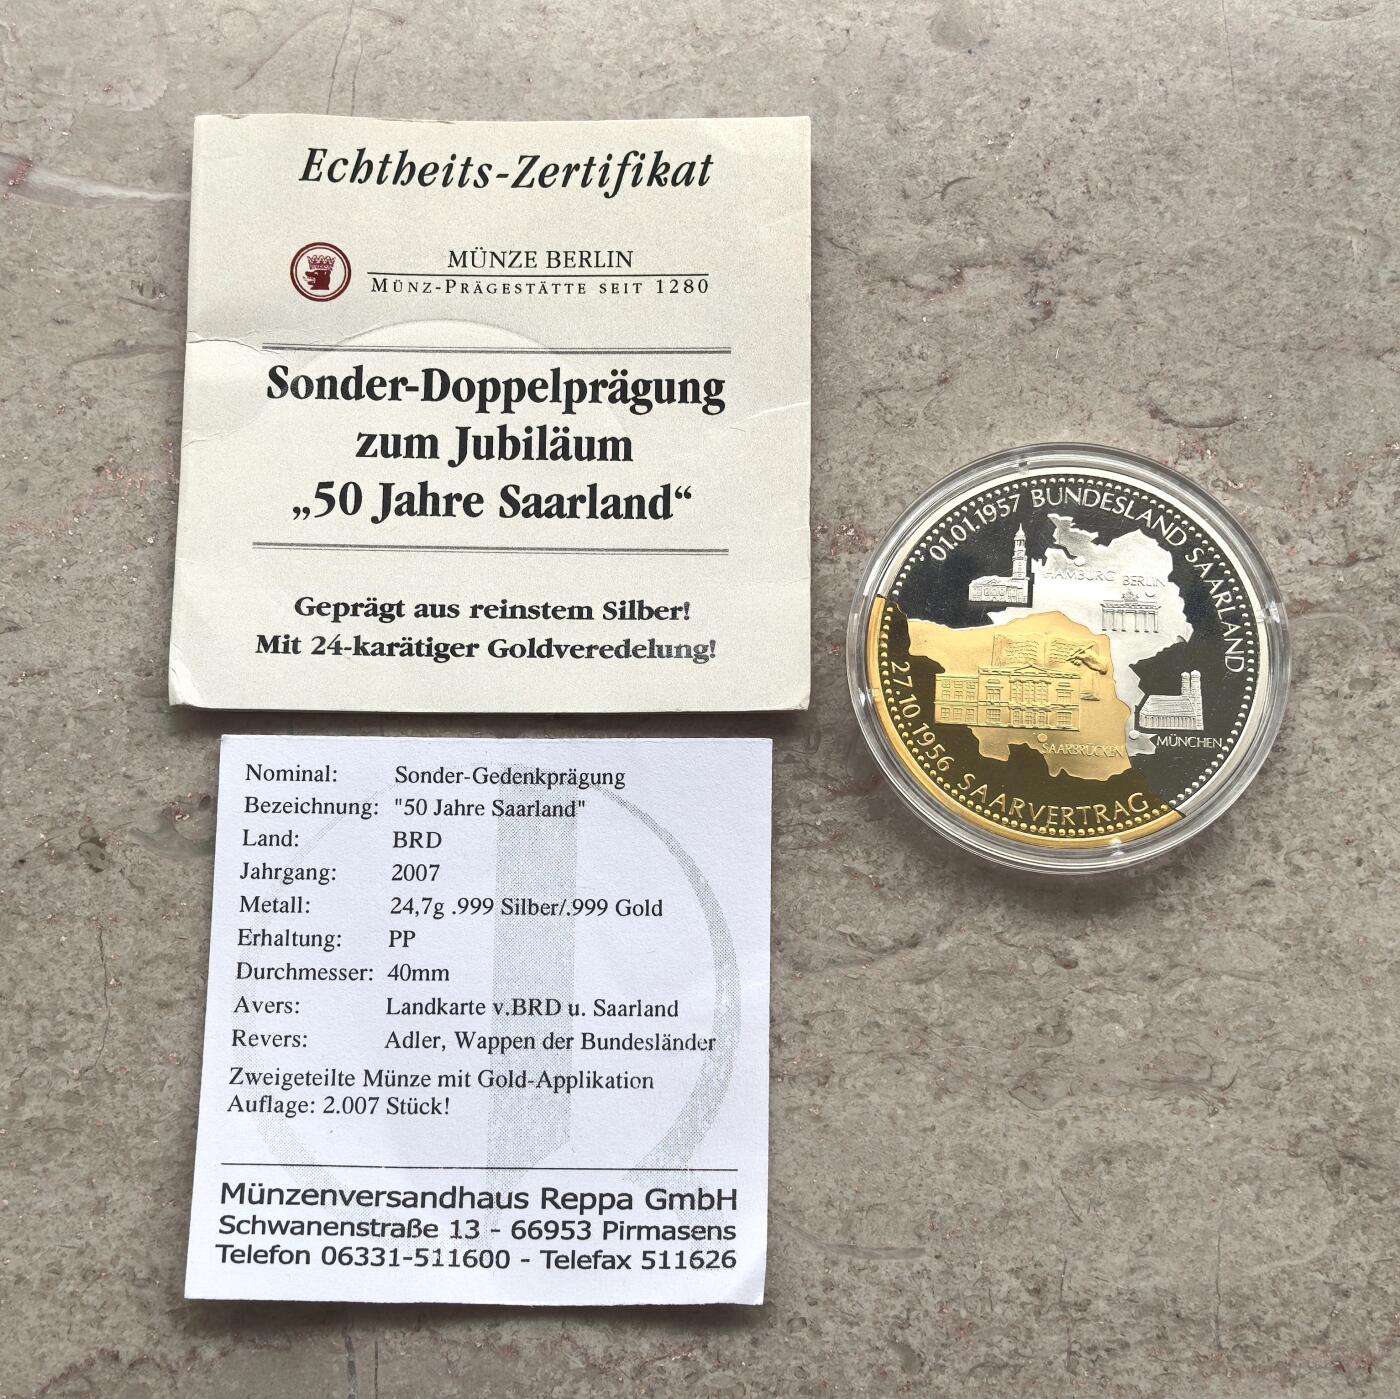 Echtheits-Zertifikat
MÜNZE BERLIN
MÜNZ-PRÄGESTÄTTE SEIT 1280
Sonder-Doppelprägung
zum Jubiläum
„50 Jahre Saarland“
Geprägt aus reinstem Silber!
Mit 24-karätiger Goldveredelung!
Nominal: Sonder-Gedenkprägung
Bezeichnung: "50 Jahre Saarland"
Land: BRD
Jahrgang: 2007
Metall: 24,7g .999 Silber/.999 Gold
Erhaltung: PP
Durchmesser: 40mm
Avers: Landkarte v.BRD u. Saarland
Revers: Adler, Wappen der Bundesländer
Zweigeteilte Münze mit Gold-Applikation
Auflage: 2.007 Stück!
Münzenversandhaus Reppa GmbH
Schwanenstraße 13 - 66953 Pirmasens
Telefon 06331-511600 - Telefax 511626
01.01.1957 BUNDESLAND SAARLAND
HAMBURG BERLIN
SAARBRÜCKEN
MÜNCHEN
27.10.1956 SAARVERTRAG